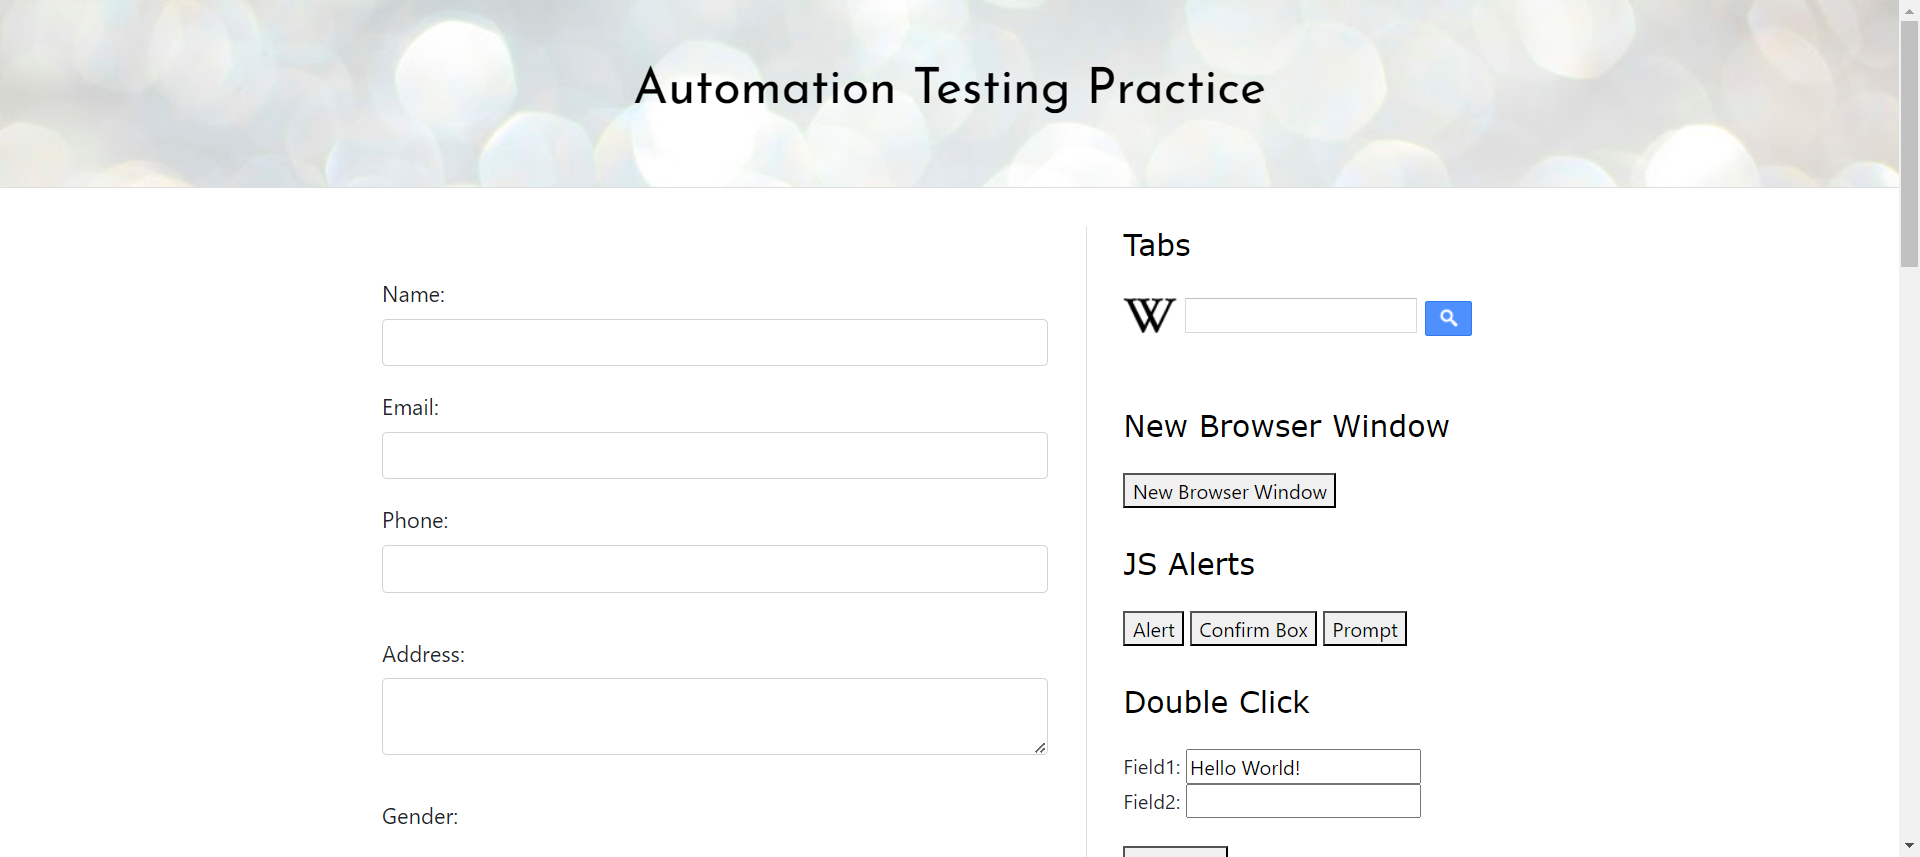 Automation Testing Practice
Name:
Email:
Phone:
Address:
Gender:
Tabs
W
New Browser Window
New Browser Window
JS Alerts
Alert Confirm Box Prompt
Double Click
Field1: Hello World!
Field2: